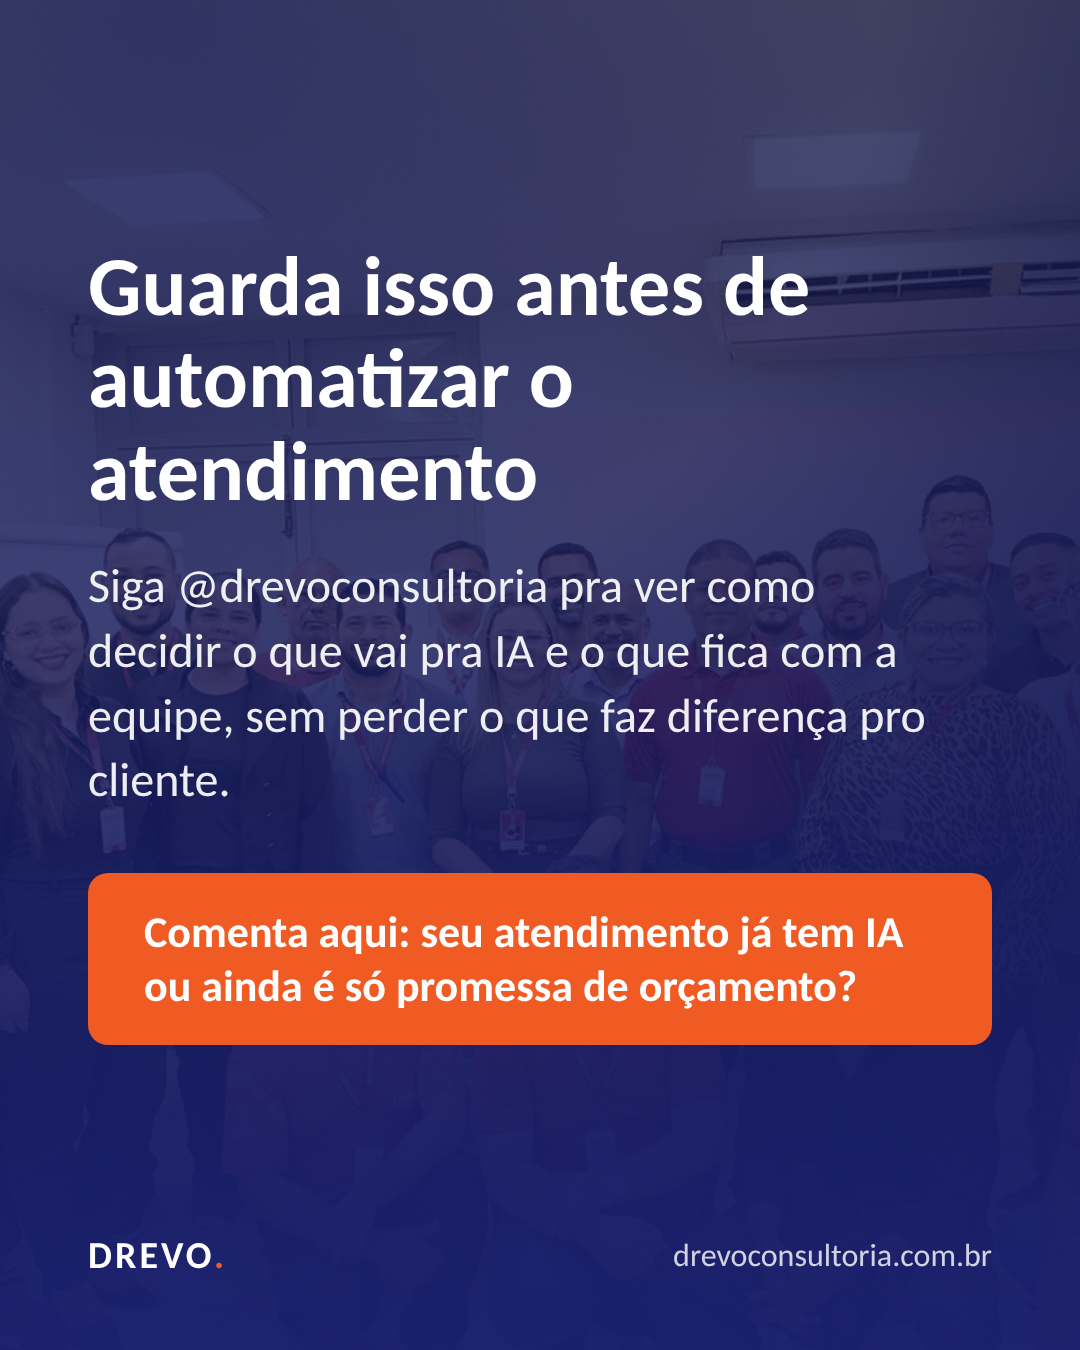 Guarda isso antes de
automatizar o
atendimento
Siga @drevoconsultoria pra ver como
decidir o que vai pra IA e o que fica com a
equipe, sem perder o que faz diferença pro
cliente.
Comenta aqui: seu atendimento já tem IA
ou ainda é só promessa de orçamento?
DREVO.
drevoconsultoria.com.br